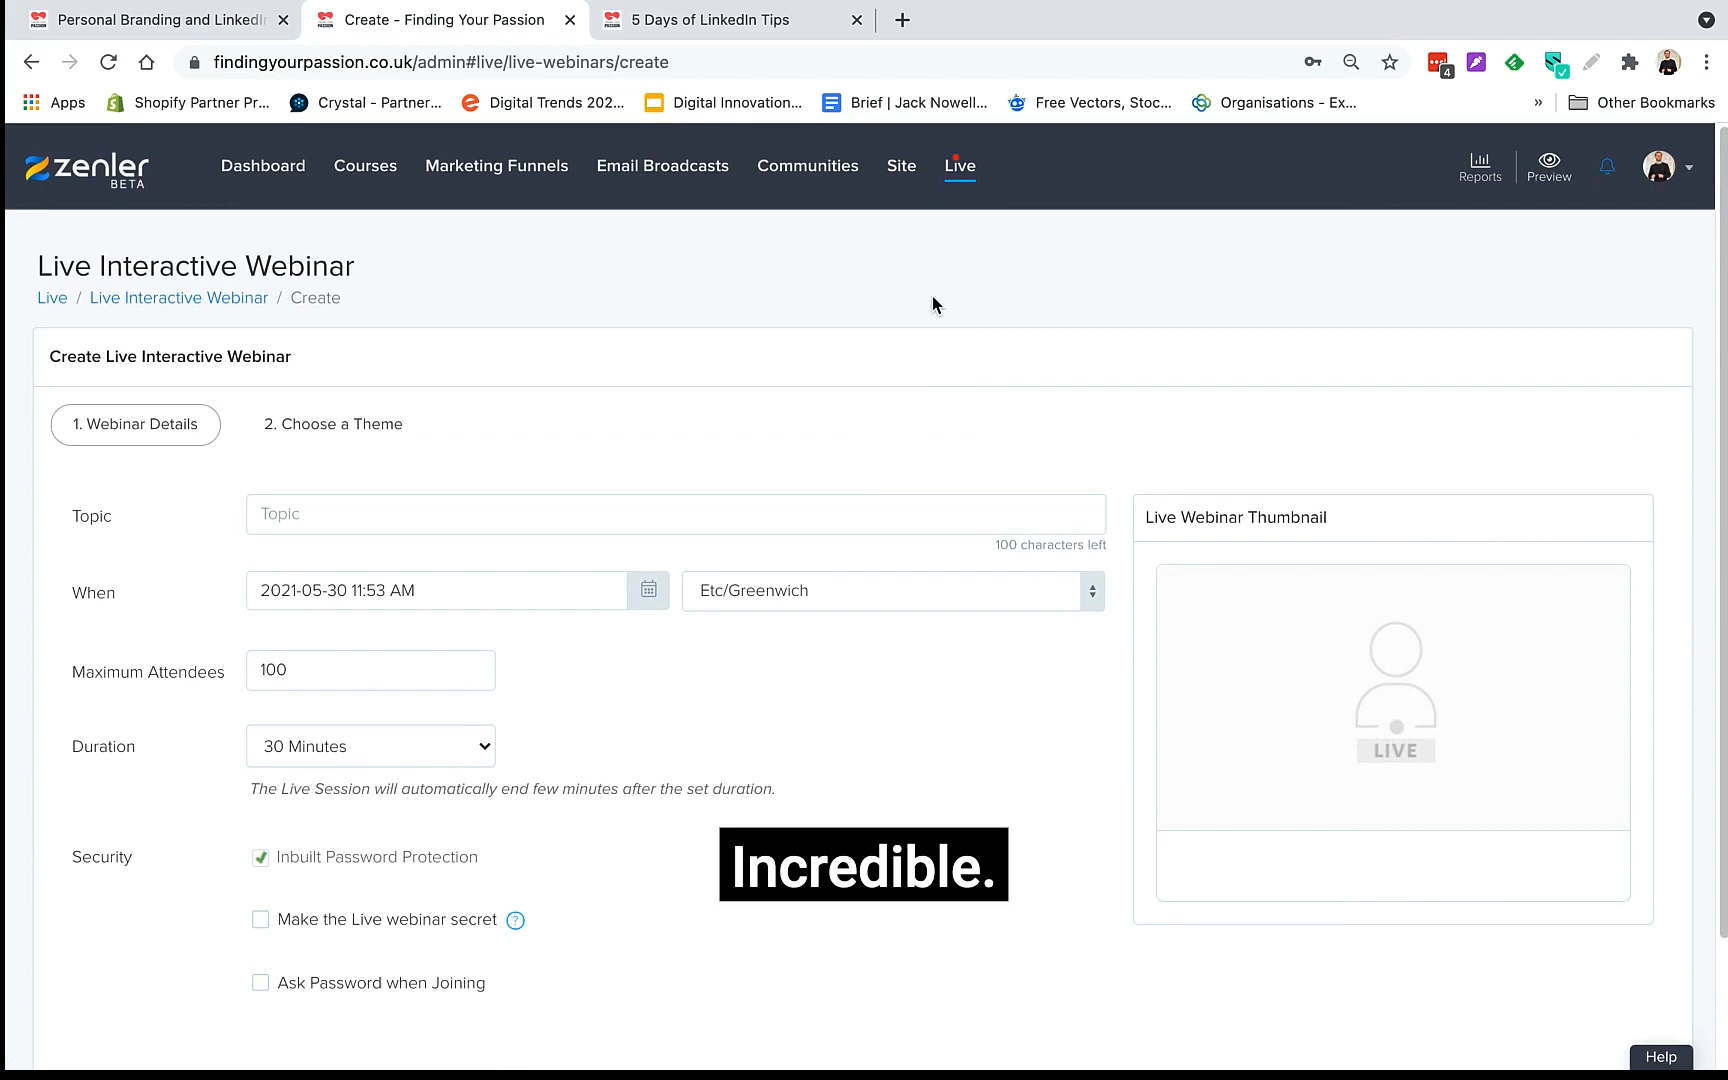 Personal Branding and LinkedIn
Create - Finding Your Passion
5 Days of LinkedIn Tips
findingyourpassion.co.uk/admin#live/live-webinars/create
4
Apps
Shopify Partner Pr...
Crystal - Partner...
Digital Trends 202...
Digital Innovation...
Brief | Jack Nowell...
Free Vectors, Stoc...
Organisations - Ex...
»
Other Bookmarks
zenler
BETA
Dashboard
Courses
Marketing Funnels
Email Broadcasts
Communities
Site
Live
Reports
Preview
Live Interactive Webinar
Live / Live Interactive Webinar / Create
Create Live Interactive Webinar
1. Webinar Details
2. Choose a Theme
Topic
Topic
100 characters left
Live Webinar Thumbnail
When
2021-05-30 11:53 AM
Etc/Greenwich
Maximum Attendees
100
LIVE
Duration
30 Minutes
The Live Session will automatically end few minutes after the set duration.
Security
Inbuilt Password Protection
Incredible.
Make the Live webinar secret ?
Ask Password when Joining
Help